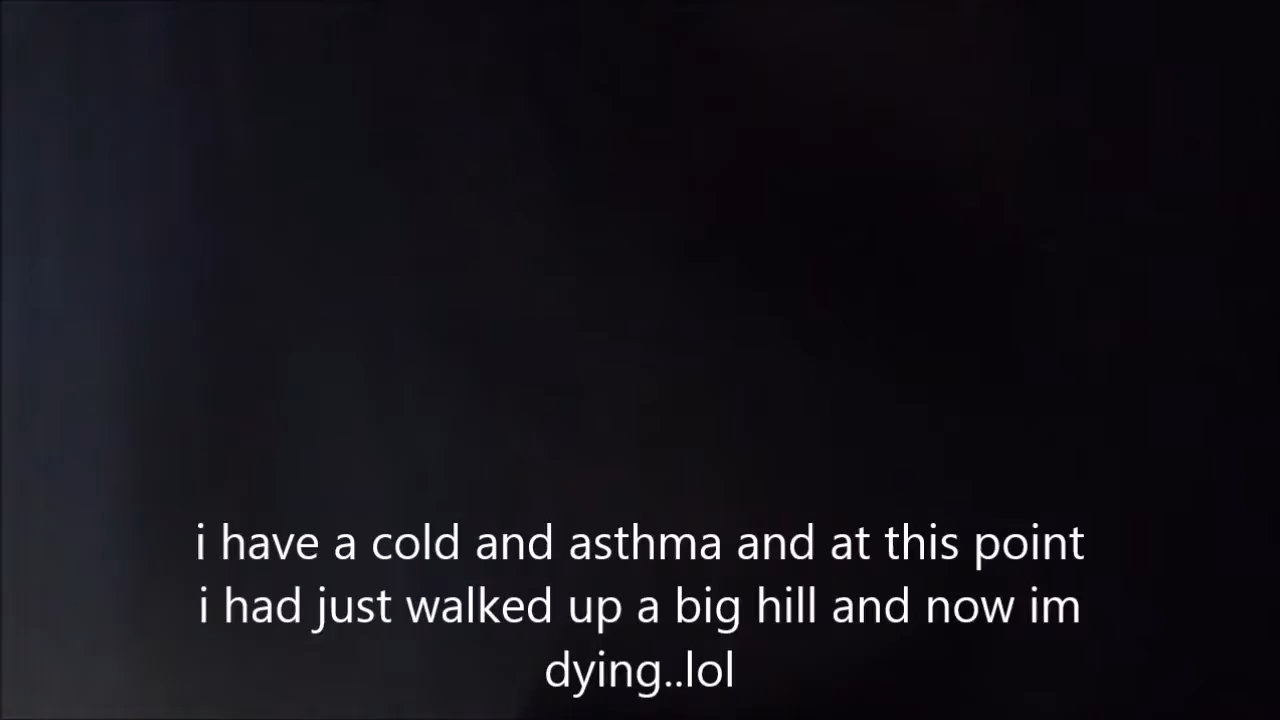 i have a cold and asthma and at this point
i had just walked up a big hill and now im
dying..lol